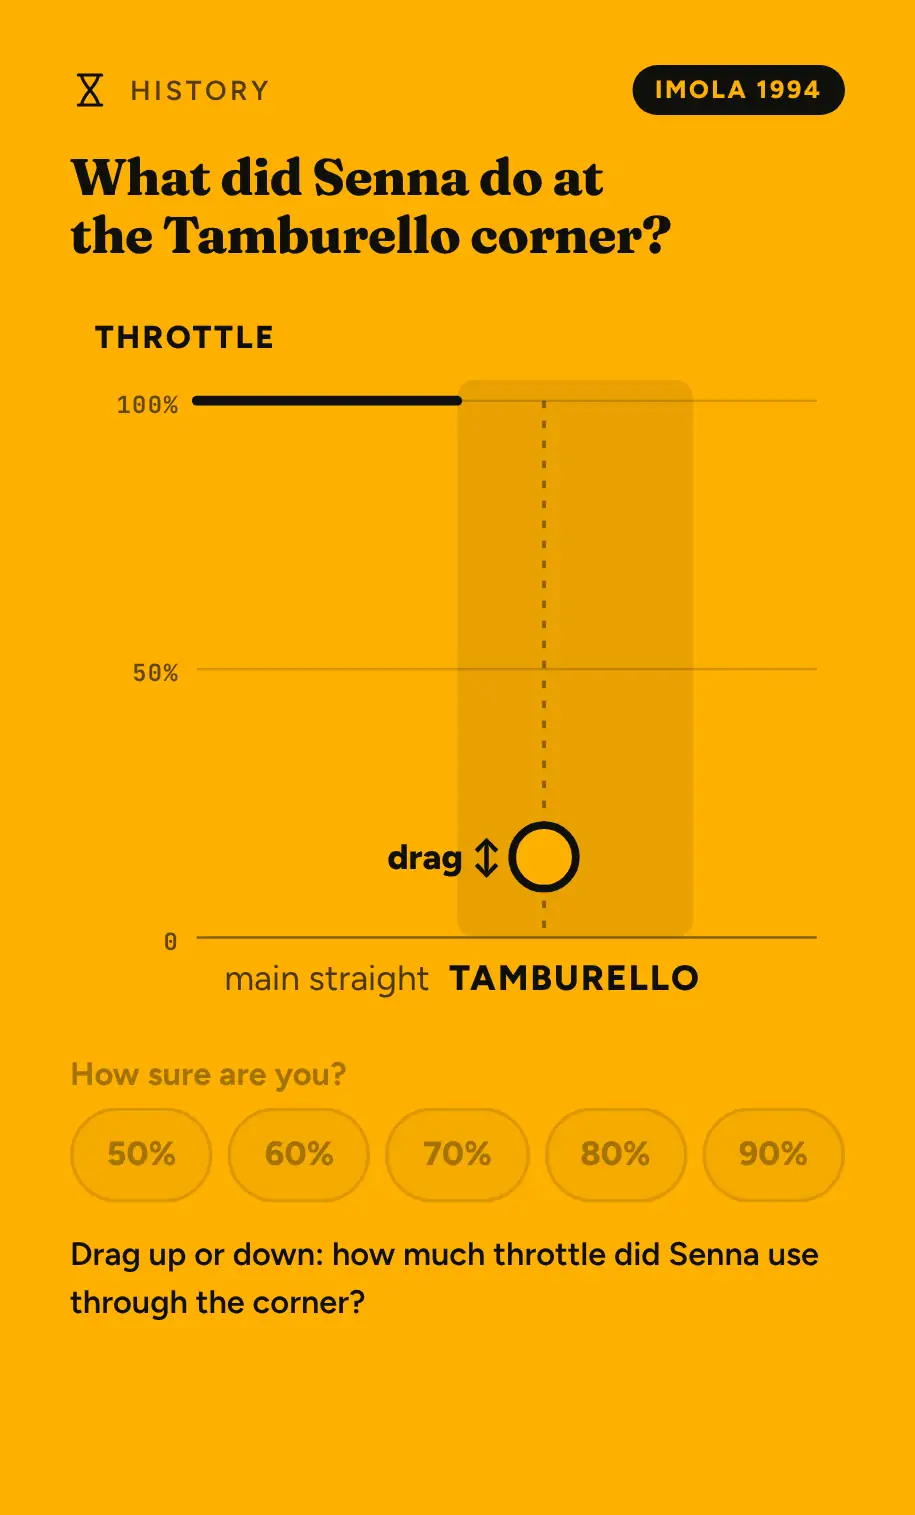 HISTORY
IMOLA 1994
What did Senna do at
the Tamburello corner?
THROTTLE
100%
50%
drag
0
main straight TAMBURELLO
How sure are you?
50% 60% 70% 80% 90%
Drag up or down: how much throttle did Senna use
through the corner?